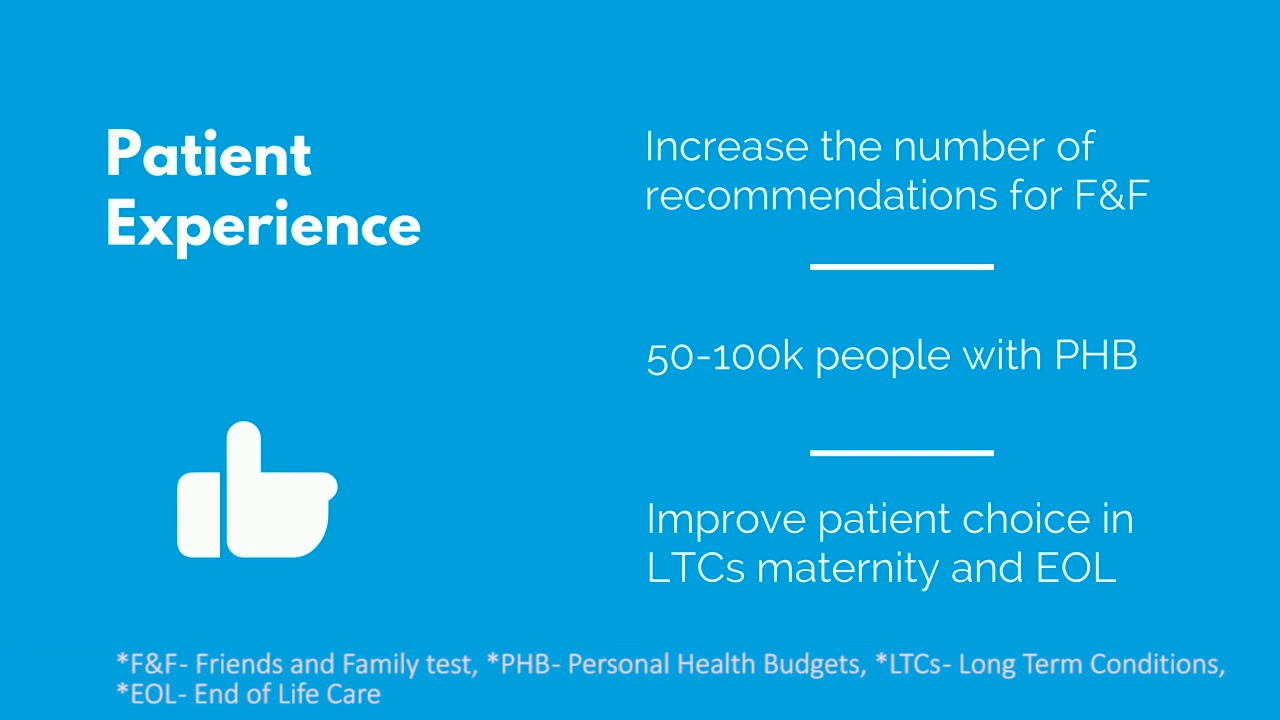 Patient
Experience
Increase the number of
recommendations for F&F
50-100k people with PHB
Improve patient choice in
LTCs maternity and EOL
*F&F- Friends and Family test, *PHB- Personal Health Budgets, *LTCs- Long Term Conditions,
*EOL- End of Life Care